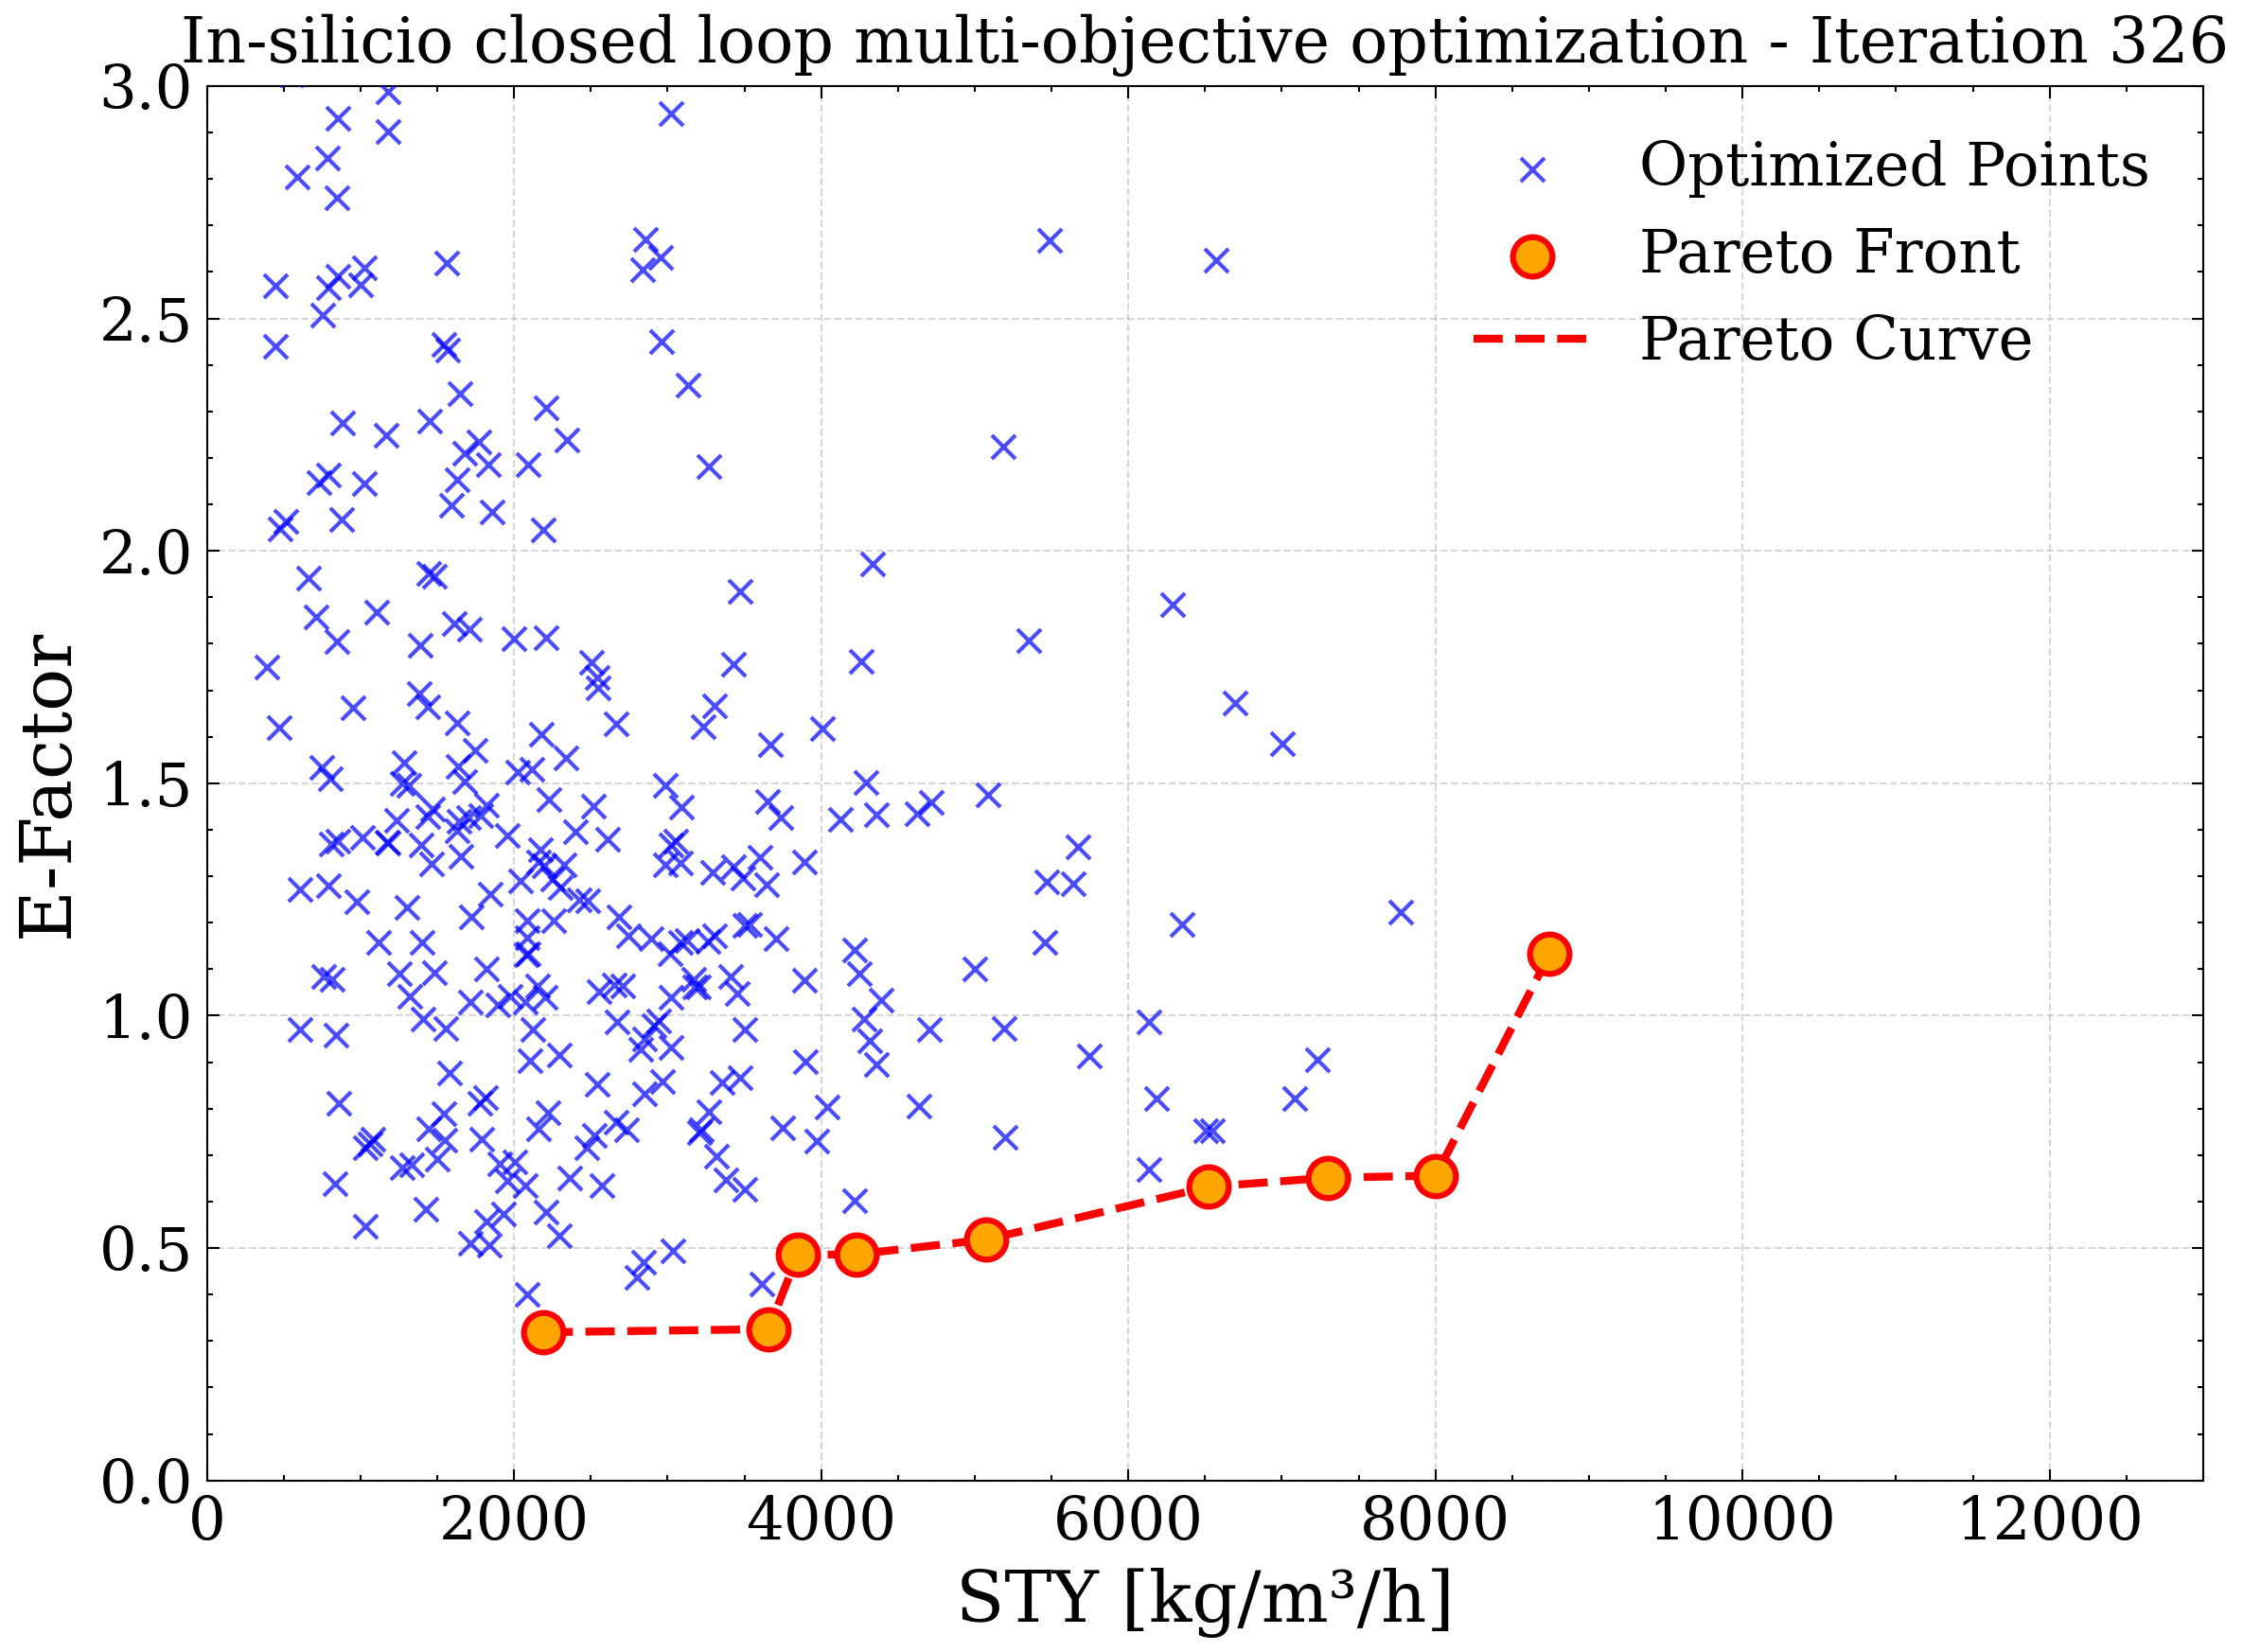 In-silicio closed loop multi-objective optimization - Iteration 326
3.0
2.5
2.0
1.5
1.0
0.5
0.0
E-Factor
Optimized Points
Pareto Front
Pareto Curve
0 2000 4000 6000 8000 10000 12000
STY [kg/m³/h]